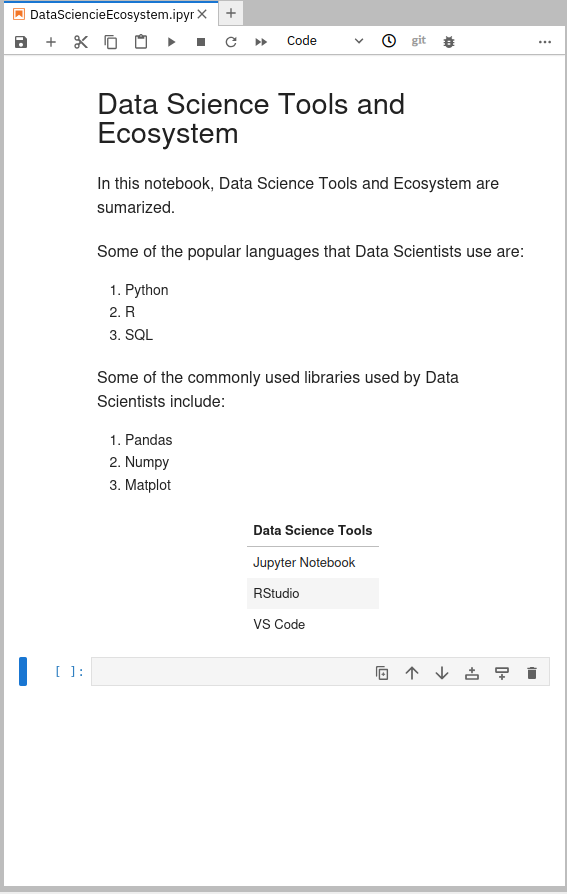 DataSciencieEcosystem.ipyr
Code
git
Data Science Tools and
Ecosystem
In this notebook, Data Science Tools and Ecosystem are
sumarized.
Some of the popular languages that Data Scientists use are:
1. Python
2. R
3. SQL
Some of the commonly used libraries used by Data
Scientists include:
1. Pandas
2. Numpy
3. Matplot
Data Science Tools
Jupyter Notebook
RStudio
VS Code
[ ]: